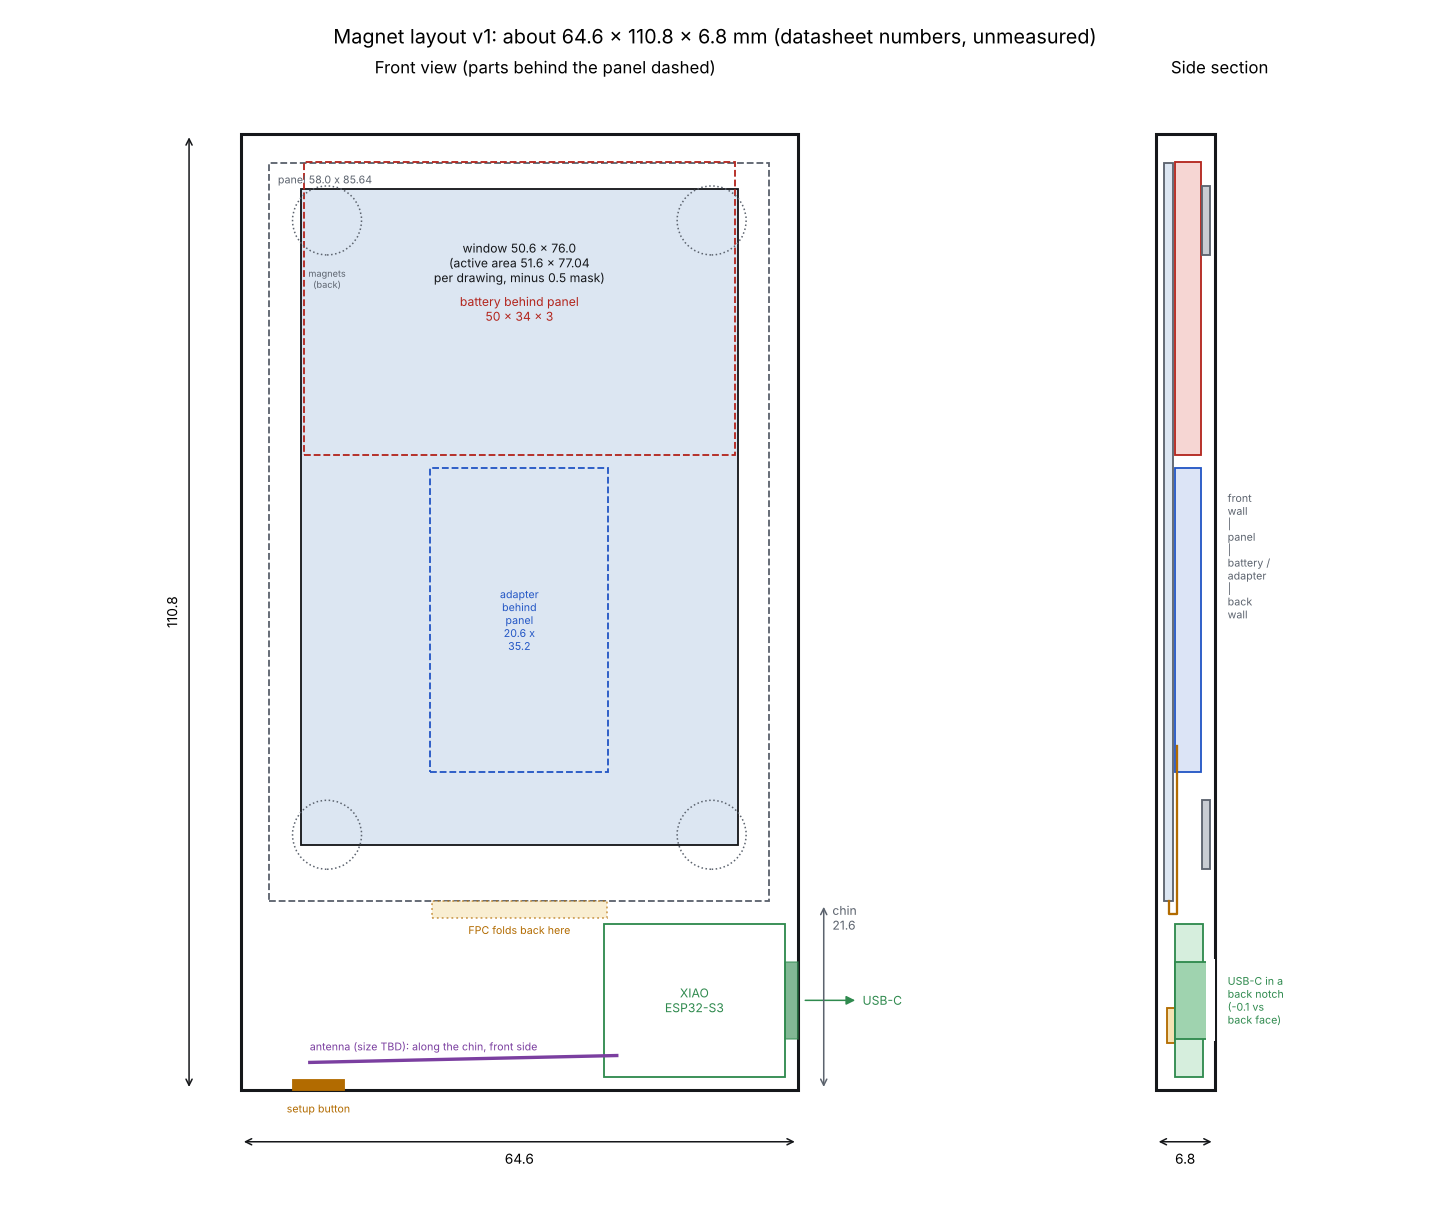 Magnet layout v1: about 64.6 × 110.8 × 6.8 mm (datasheet numbers, unmeasured)
Front view (parts behind the panel dashed)
Side section
panel 58.0 x 85.64
magnets
(back)
window 50.6 × 76.0
(active area 51.6 × 77.04
per drawing, minus 0.5 mask)
battery behind panel
50 × 34 × 3
adapter
behind
panel
20.6 x
35.2
110.8
FPC folds back here
chin
21.6
XIAO
ESP32-S3
USB-C
antenna (size TBD): along the chin, front side
setup button
64.6
front
wall
|
panel
|
battery /
adapter
|
back
wall
USB-C in a
back notch
(-0.1 vs
back face)
6.8